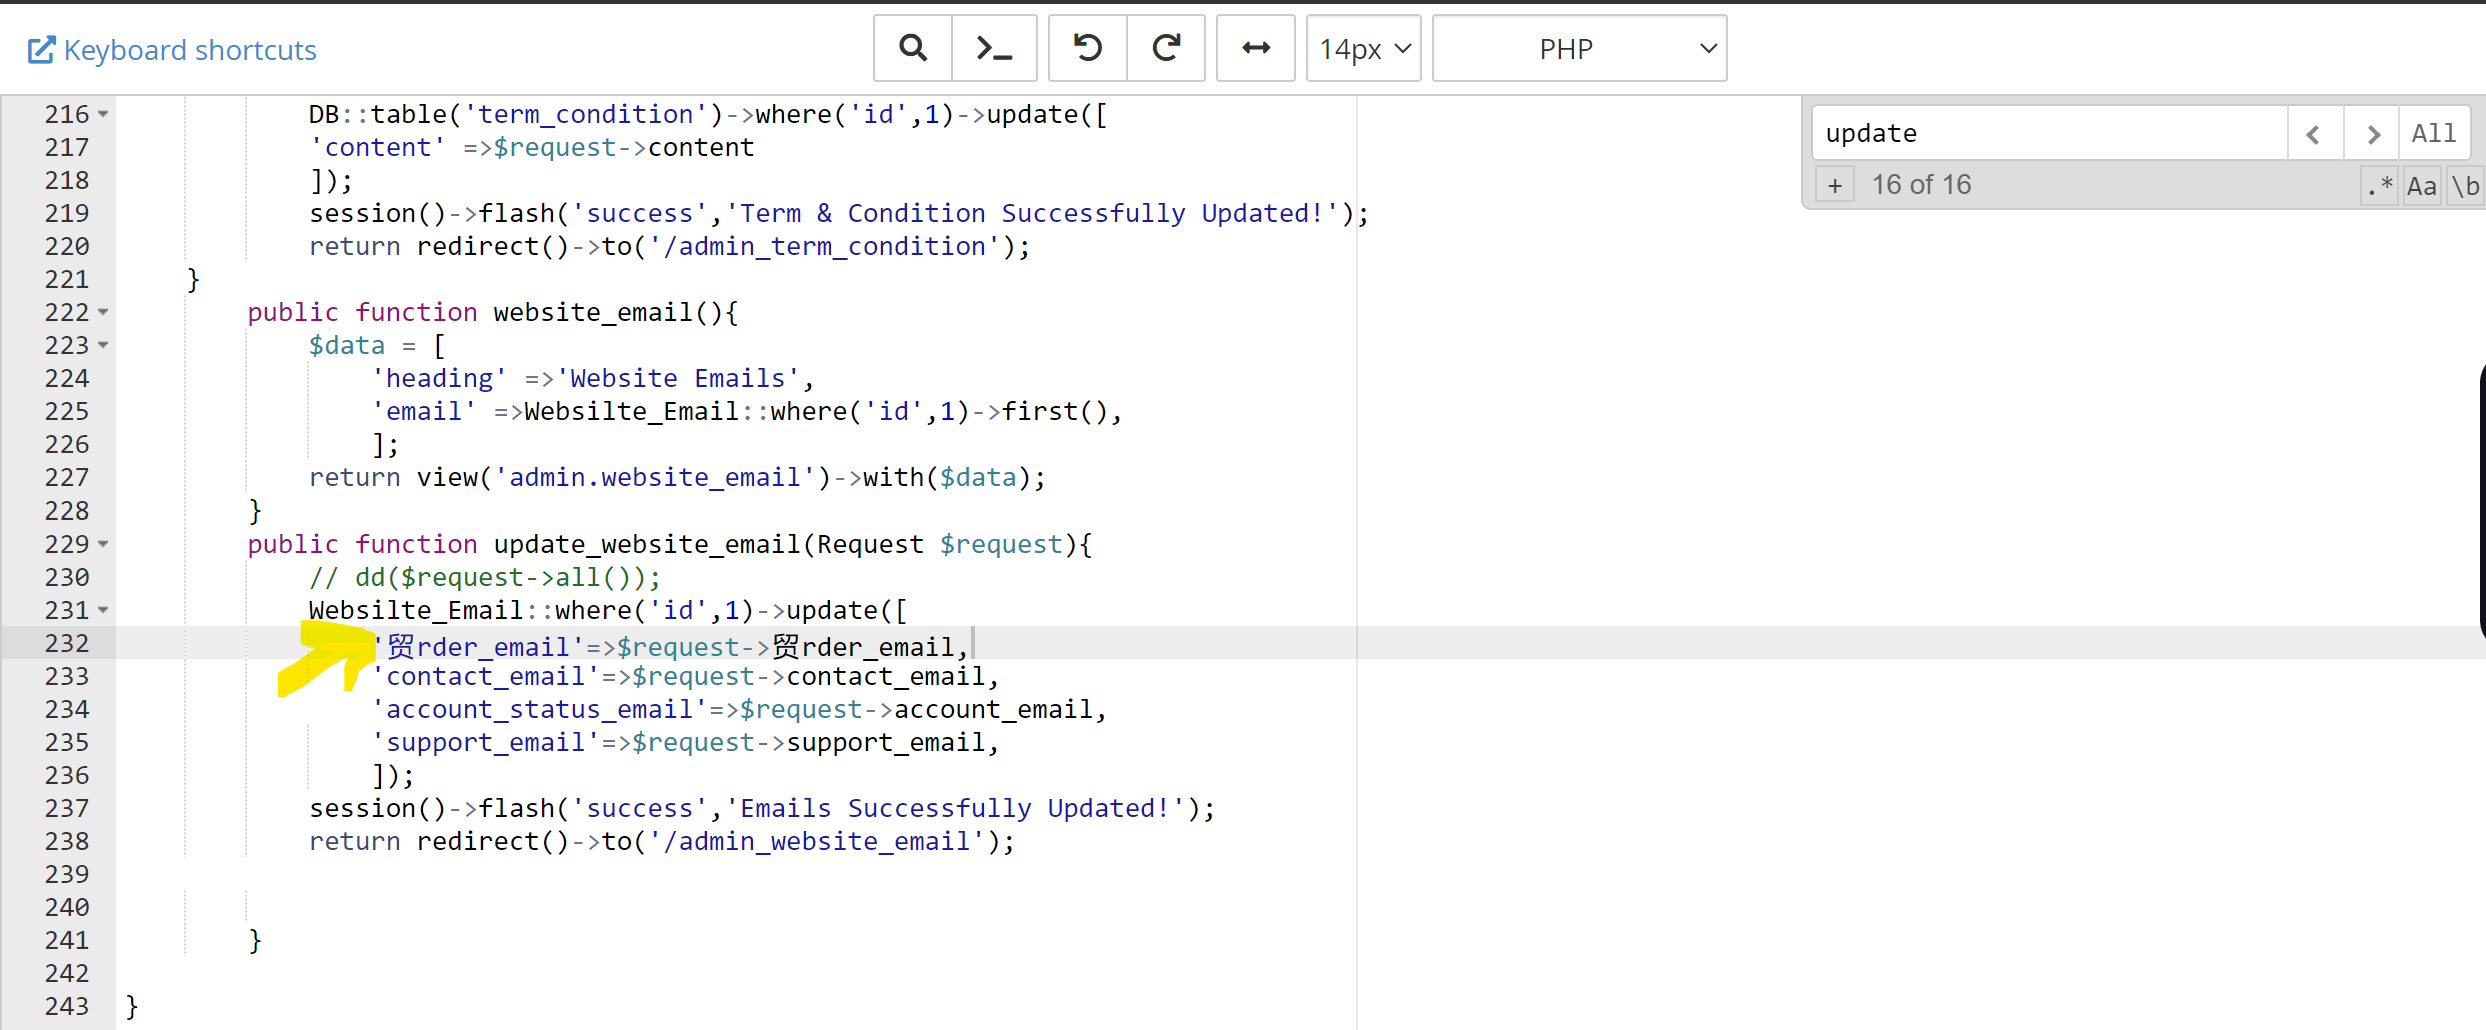 Keyboard shortcuts
14px
PHP
216 DB::table('term_condition')->where('id',1)->update([
217 'content' =>$request->content
218 ]);
219 session()->flash('success','Term & Condition Successfully Updated!');
220 return redirect()->to('/admin_term_condition');
221 }
222 public function website_email(){
223 $data = [
224 'heading' =>'Website Emails',
225 'email' =>Websilte_Email::where('id',1)->first(),
226 ];
227 return view('admin.website_email')->with($data);
228 }
229 public function update_website_email(Request $request){
230 // dd($request->all());
231 Websilte_Email::where('id',1)->update([
232 '贸rder_email'=>$request->贸rder_email,
233 'contact_email'=>$request->contact_email,
234 'account_status_email'=>$request->account_email,
235 'support_email'=>$request->support_email,
236 ]);
237 session()->flash('success','Emails Successfully Updated!');
238 return redirect()->to('/admin_website_email');
239
240
241 }
242
243 }
update
All
+ 16 of 16 .* Aa \b